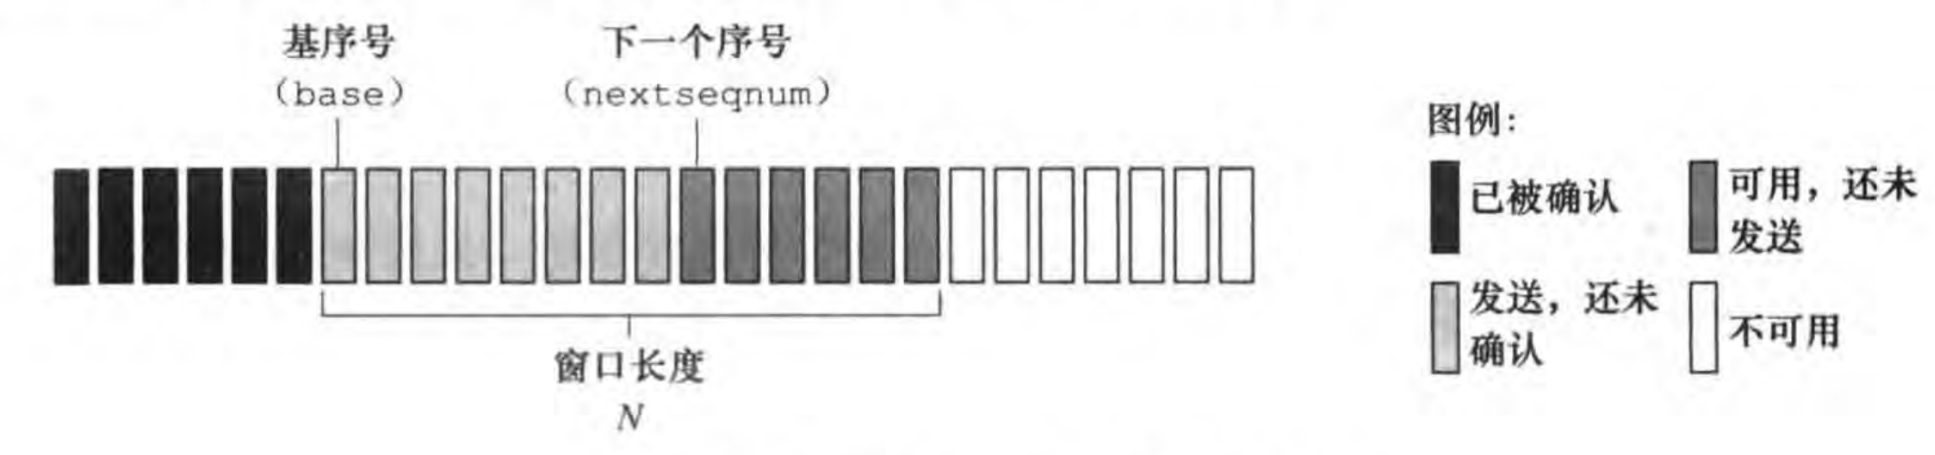 基序号
(base)
下一个序号
(nextseqnum)
窗口长度
N
图例:
已被确认
发送，还未
确认
可用，还未
发送
不可用